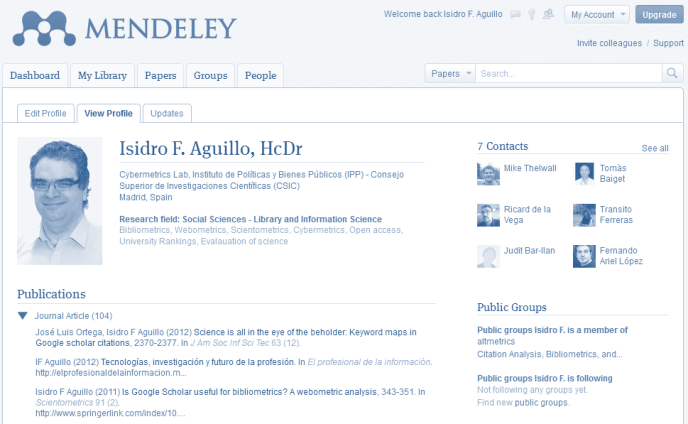 MENDELEY
Welcome back Isidro F. Aguillo
My Account
Upgrade
Invite colleagues / Support
Dashboard
My Library
Papers
Groups
People
Papers
Search...
Edit Profile
View Profile
Updates
Isidro F. Aguillo, HcDr
Cybermetrics Lab, Instituto de Políticas y Bienes Públicos (IPP) - Consejo
Superior de Investigaciones Científicas (CSIC)
Madrid, Spain
Research field: Social Sciences - Library and Information Science
Bibliometrics, Webometrics, Scientometrics, Cybermetrics, Open access,
University Rankings, Evalauation of science
7 Contacts
See all
Mike Thelwall
Tomàs
Baiget
Ricard de la
Vega
Transito
Ferreras
Judit Bar-Ilan
Fernando
Ariel López
Publications
Journal Article (104)
José Luis Ortega, Isidro F Aguillo (2012) Science is all in the eye of the beholder: Keyword maps in
Google scholar citations, 2370-2377. In J Am Soc Inf Sci Tec 63 (12).
IF Aguillo (2012) Tecnologías, investigación y futuro de la profesión. In El profesional de la información.
http://elprofesionaldelainformacion.m...
Isidro F Aguillo (2011) Is Google Scholar useful for bibliometrics? A webometric analysis, 343-351. In
Scientometrics 91 (2).
http://www.springerlink.com/index/10....
Public Groups
Public groups Isidro F. is a member of
altmetrics
Citation Analysis, Bibliometrics, and...
Public groups Isidro F. is following
Not following any groups yet.
Find new public groups.